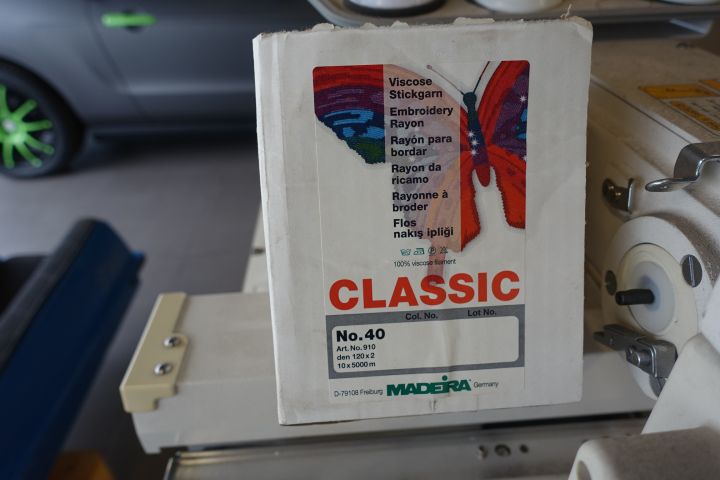 Viscose
Stickgarn
Embroidery
Rayon
Rayón para
bordar
Rayon da
ricamo
Rayonne à
broder
Flos
nakış ipliği
100% viscose filament
CLASSIC
Col. No. Lot No.
No. 40
Art. No. 910
den 120 x 2
10 x 5000 m
D-79108 Freiburg MADEIRA Germany